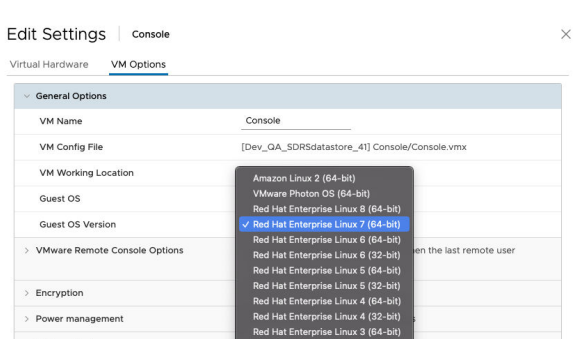 Edit Settings Console
Virtual Hardware VM Options
General Options
VM Name Console
VM Config File [Dev_QA_SDRSdatastore_41] Console/Console.vmx
VM Working Location
Amazon Linux 2 (64-bit)
VMware Photon OS (64-bit)
Guest OS
Red Hat Enterprise Linux 8 (64-bit)
Guest OS Version ✓ Red Hat Enterprise Linux 7 (64-bit)
Red Hat Enterprise Linux 6 (64-bit)
VMware Remote Console Options en the last remote user
Red Hat Enterprise Linux 6 (32-bit)
Red Hat Enterprise Linux 5 (64-bit)
Red Hat Enterprise Linux 5 (32-bit)
Encryption
Red Hat Enterprise Linux 4 (64-bit)
Power management Red Hat Enterprise Linux 4 (32-bit)
Red Hat Enterprise Linux 3 (64-bit)